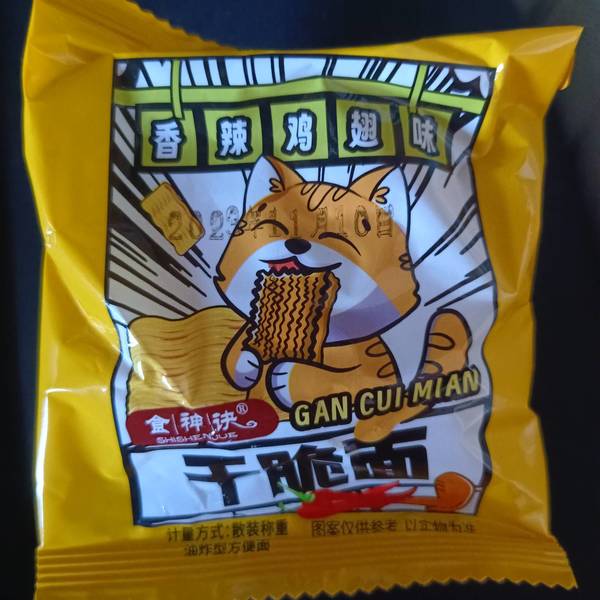 香辣鸡翅味
2023年11月10日
食神诀®
SHISHENJUE
GAN CUI MIAN
干脆面
计量方式:散装称重 图案仅供参考 以实物为准
油炸型方便面